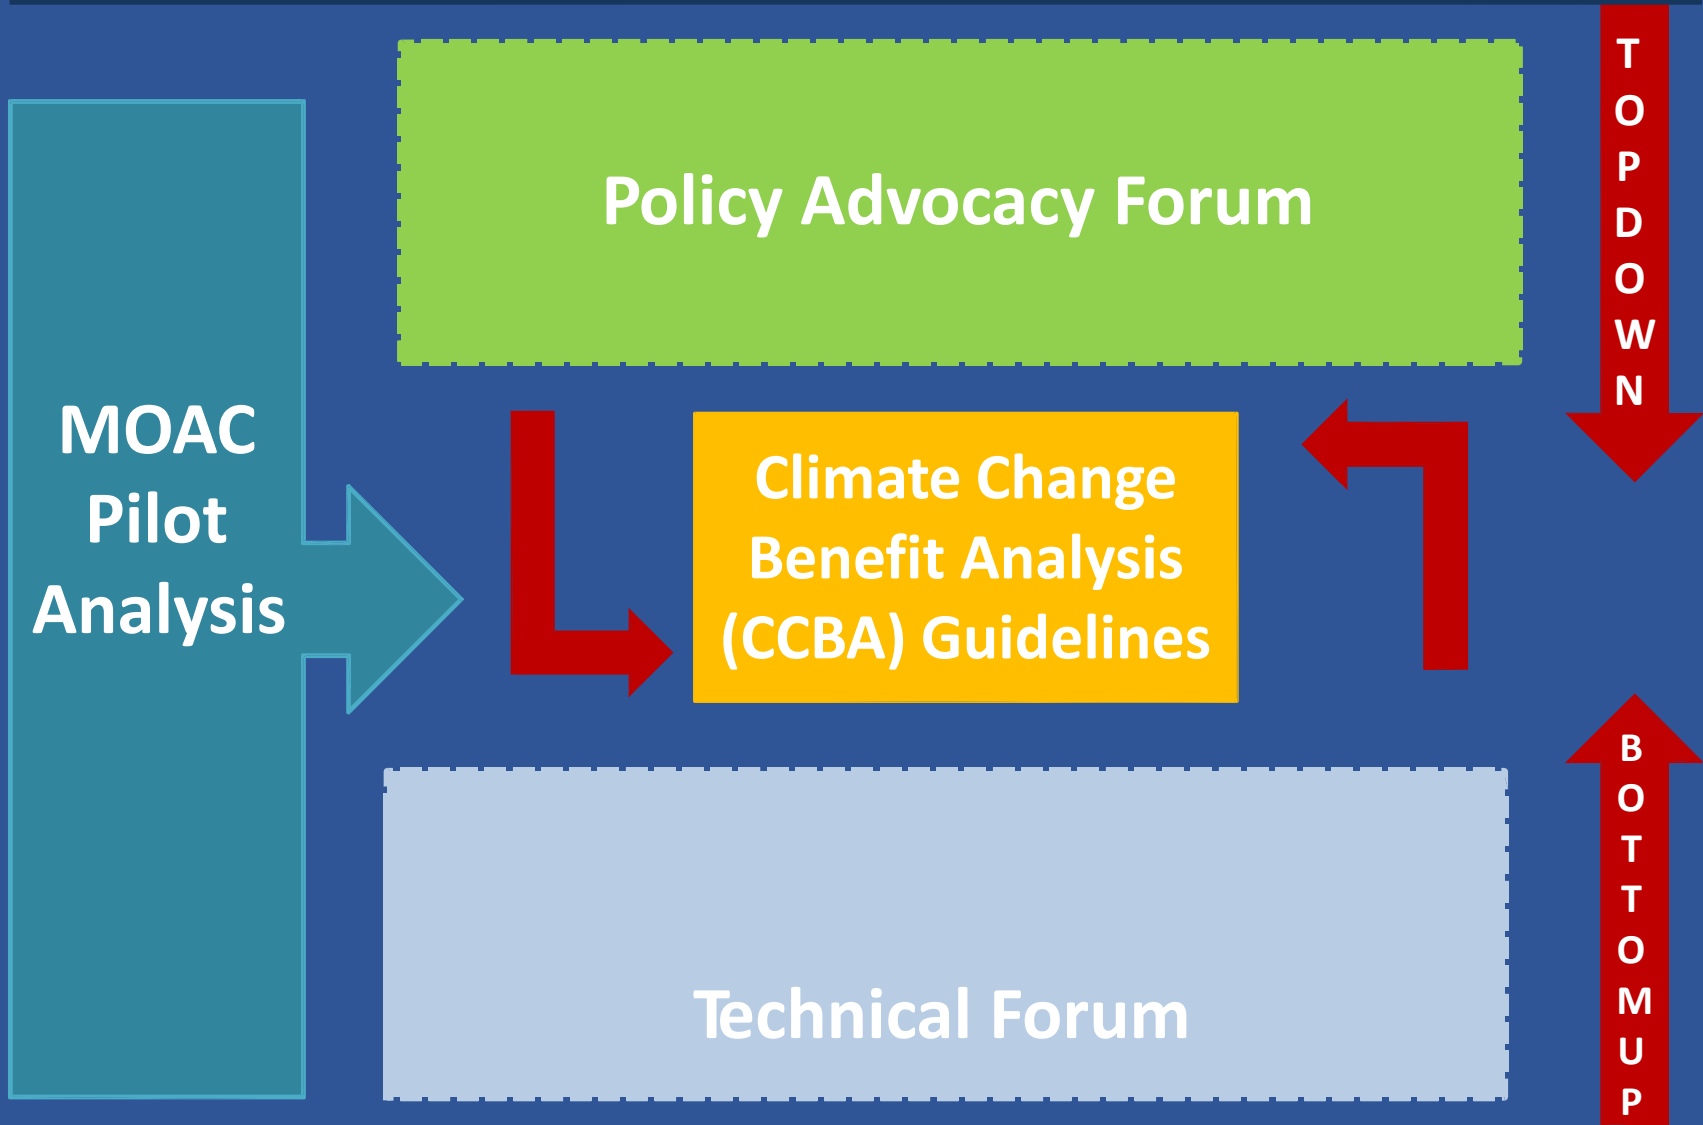 Policy Advocacy Forum
MOAC
Pilot
Analysis
Climate Change
Benefit Analysis
(CCBA) Guidelines
Technical Forum
T
O
P
D
O
W
N
B
O
T
T
O
M
U
P